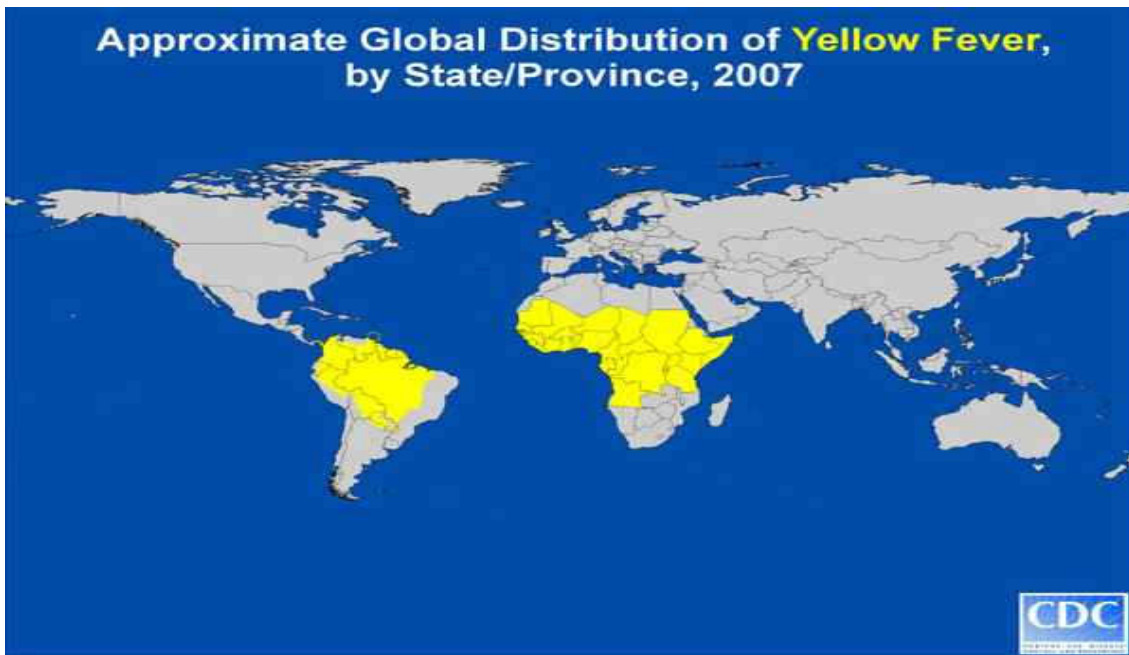 Approximate Global Distribution of Yellow Fever,
by State/Province, 2007
CDC